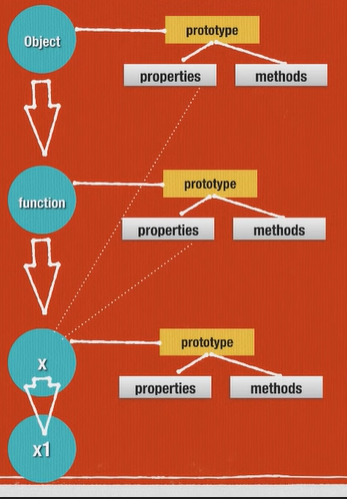 Object
prototype
properties
methods
function
prototype
properties
methods
x
prototype
properties
methods
x1